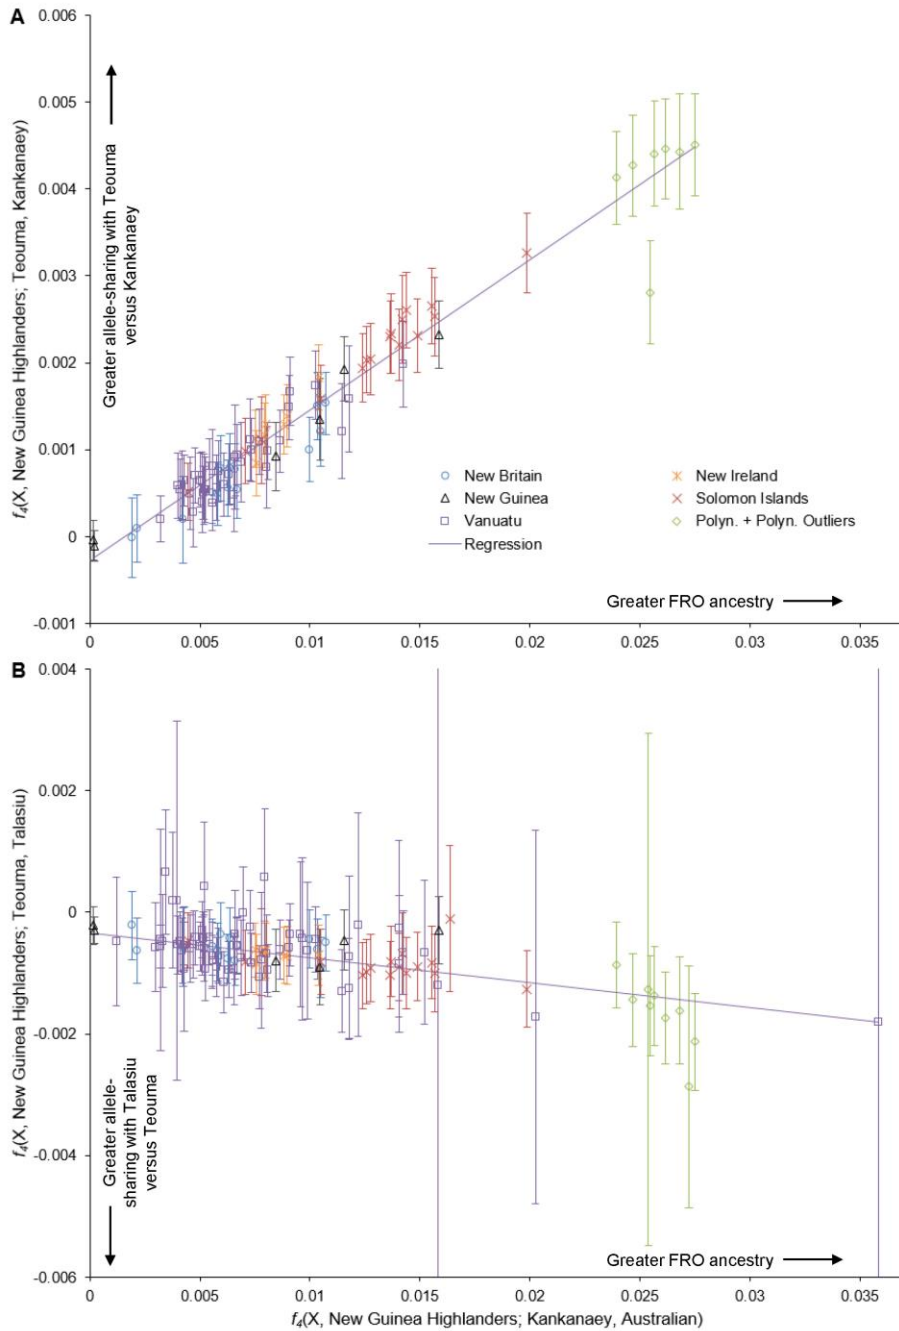 A
0.006
0.005
0.004
0.003
0.002
0.001
0
-0.001
f4(X, New Guinea Highlanders; Teouma, Kankanaey)
Greater allele-sharing with Teouma
versus Kankanaey
New Britain
New Ireland
New Guinea
Solomon Islands
Vanuatu
Polyn. + Polyn. Outliers
Regression
Greater FRO ancestry
0 0.005 0.01 0.015 0.02 0.025 0.03 0.035
B
0.004
0.002
0
-0.002
-0.004
-0.006
f4(X, New Guinea Highlanders; Teouma, Talasiu)
Greater allele-
sharing with Talasiu
versus Teouma
Greater FRO ancestry
0 0.005 0.01 0.015 0.02 0.025 0.03 0.035
f4(X, New Guinea Highlanders; Kankanaey, Australian)